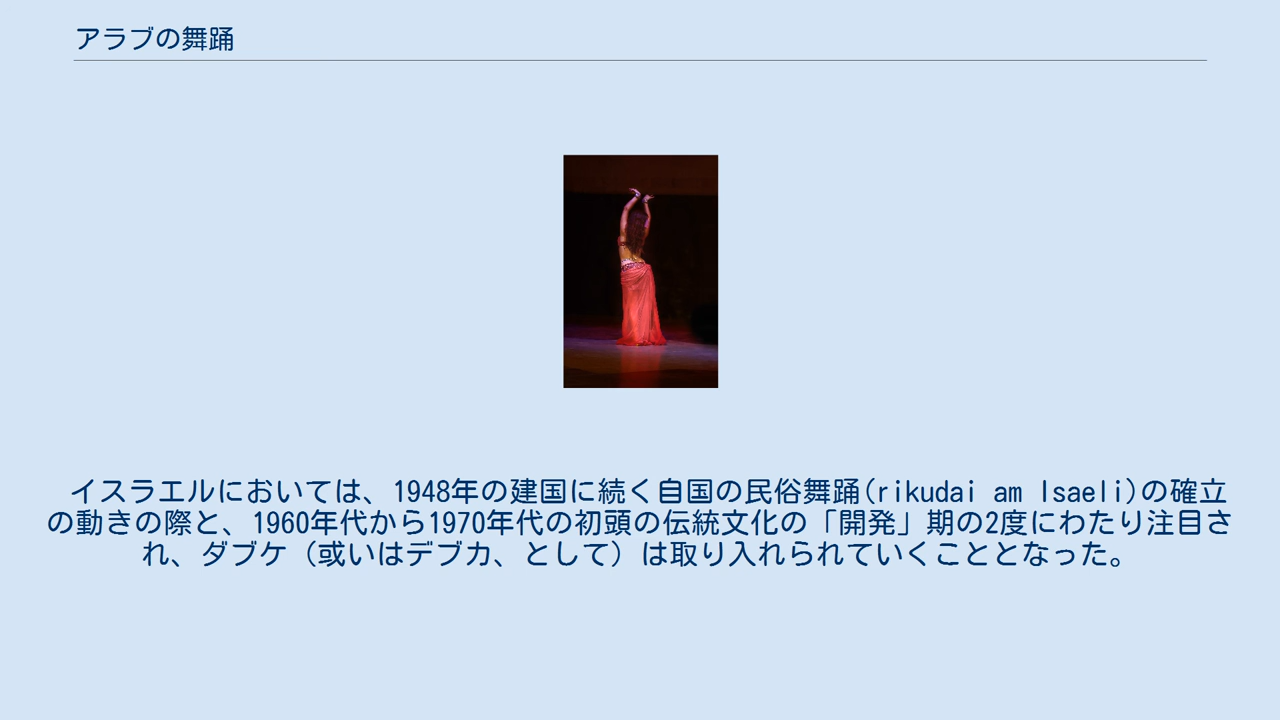 アラブの舞踊
イスラエルにおいては、1948年の建国に続く自国の民俗舞踊(rikudai am Isaeli)の確立
の動きの際と、1960年代から1970年代の初頭の伝統文化の「開発」期の2度にわたり注目さ
れ、ダブケ（或いはデブカ、として）は取り入れられていくこととなった。